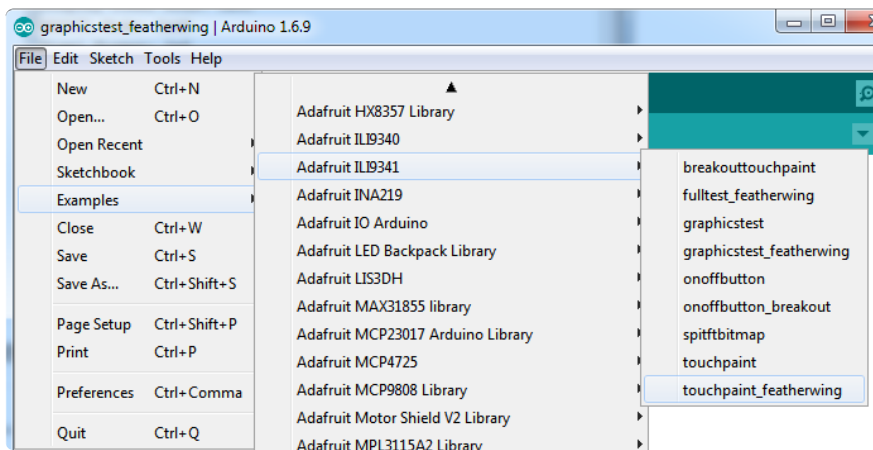 graphicstest_featherwing | Arduino 1.6.9
File Edit Sketch Tools Help
New Ctrl+N
Open... Ctrl+O
Open Recent
Sketchbook
Examples
Close Ctrl+W
Save Ctrl+S
Save As... Ctrl+Shift+S
Page Setup Ctrl+Shift+P
Print Ctrl+P
Preferences Ctrl+Comma
Quit Ctrl+Q
Adafruit HX8357 Library
Adafruit ILI9340
Adafruit ILI9341
Adafruit INA219
Adafruit IO Arduino
Adafruit LED Backpack Library
Adafruit LIS3DH
Adafruit MAX31855 library
Adafruit MCP23017 Arduino Library
Adafruit MCP4725
Adafruit MCP9808 Library
Adafruit Motor Shield V2 Library
Adafruit MPL3115A2 Library
breakouttouchpaint
fulltest_featherwing
graphicstest
graphicstest_featherwing
onoffbutton
onoffbutton_breakout
spitftbitmap
touchpaint
touchpaint_featherwing